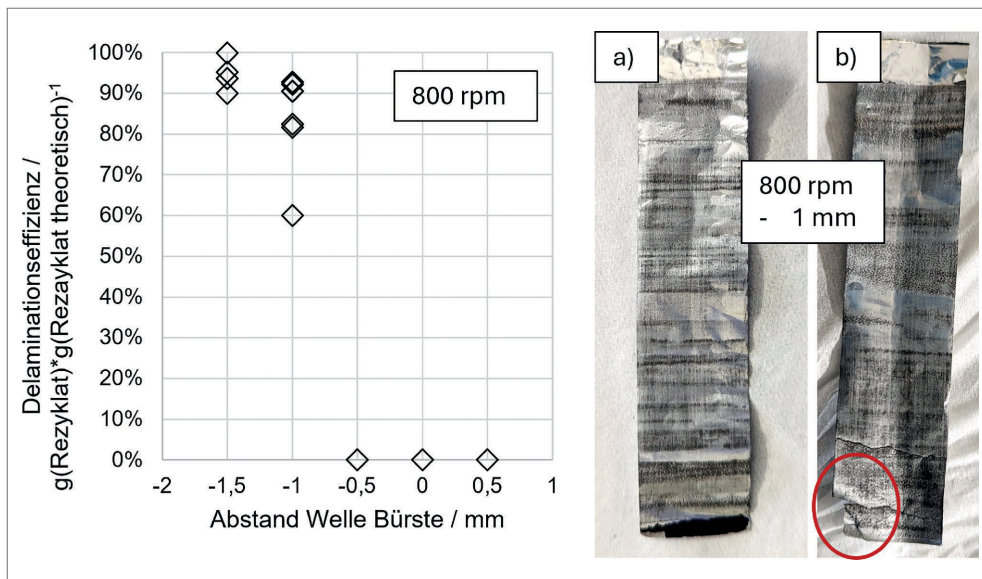 100%
90%
80%
70%
60%
50%
40%
30%
20%
10%
0%
-2
-1,5
-1
-0,5
0
0,5
1
Delaminationseffizienz /
g(Rezyklat)*g(Rezayklat theoretisch)-1
Abstand Welle Bürste / mm
800 rpm
a)
b)
800 rpm
- 1 mm